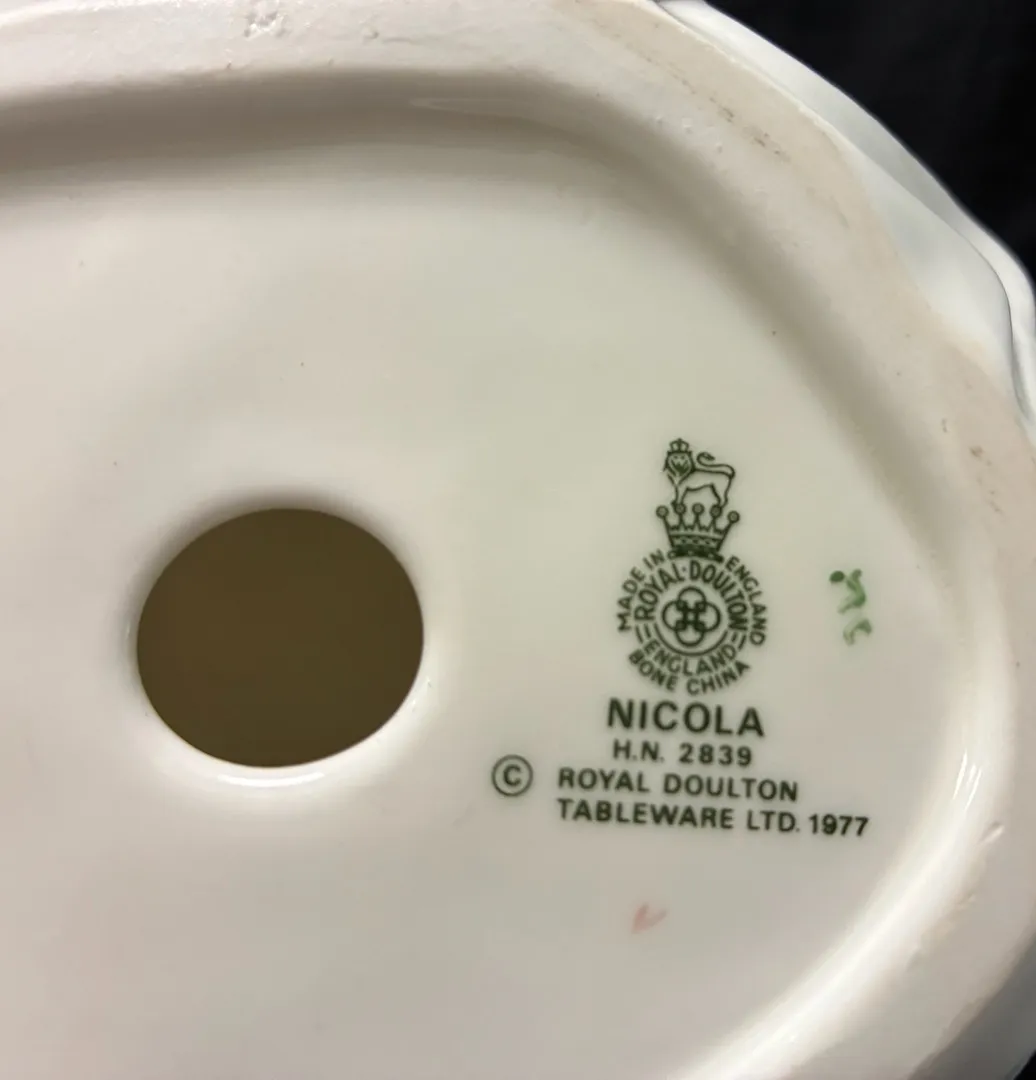 MADE IN ENGLAND
ROYAL·DOULTON
ENGLAND
BONE CHINA
NICOLA
H.N. 2839
© ROYAL DOULTON
TABLEWARE LTD. 1977